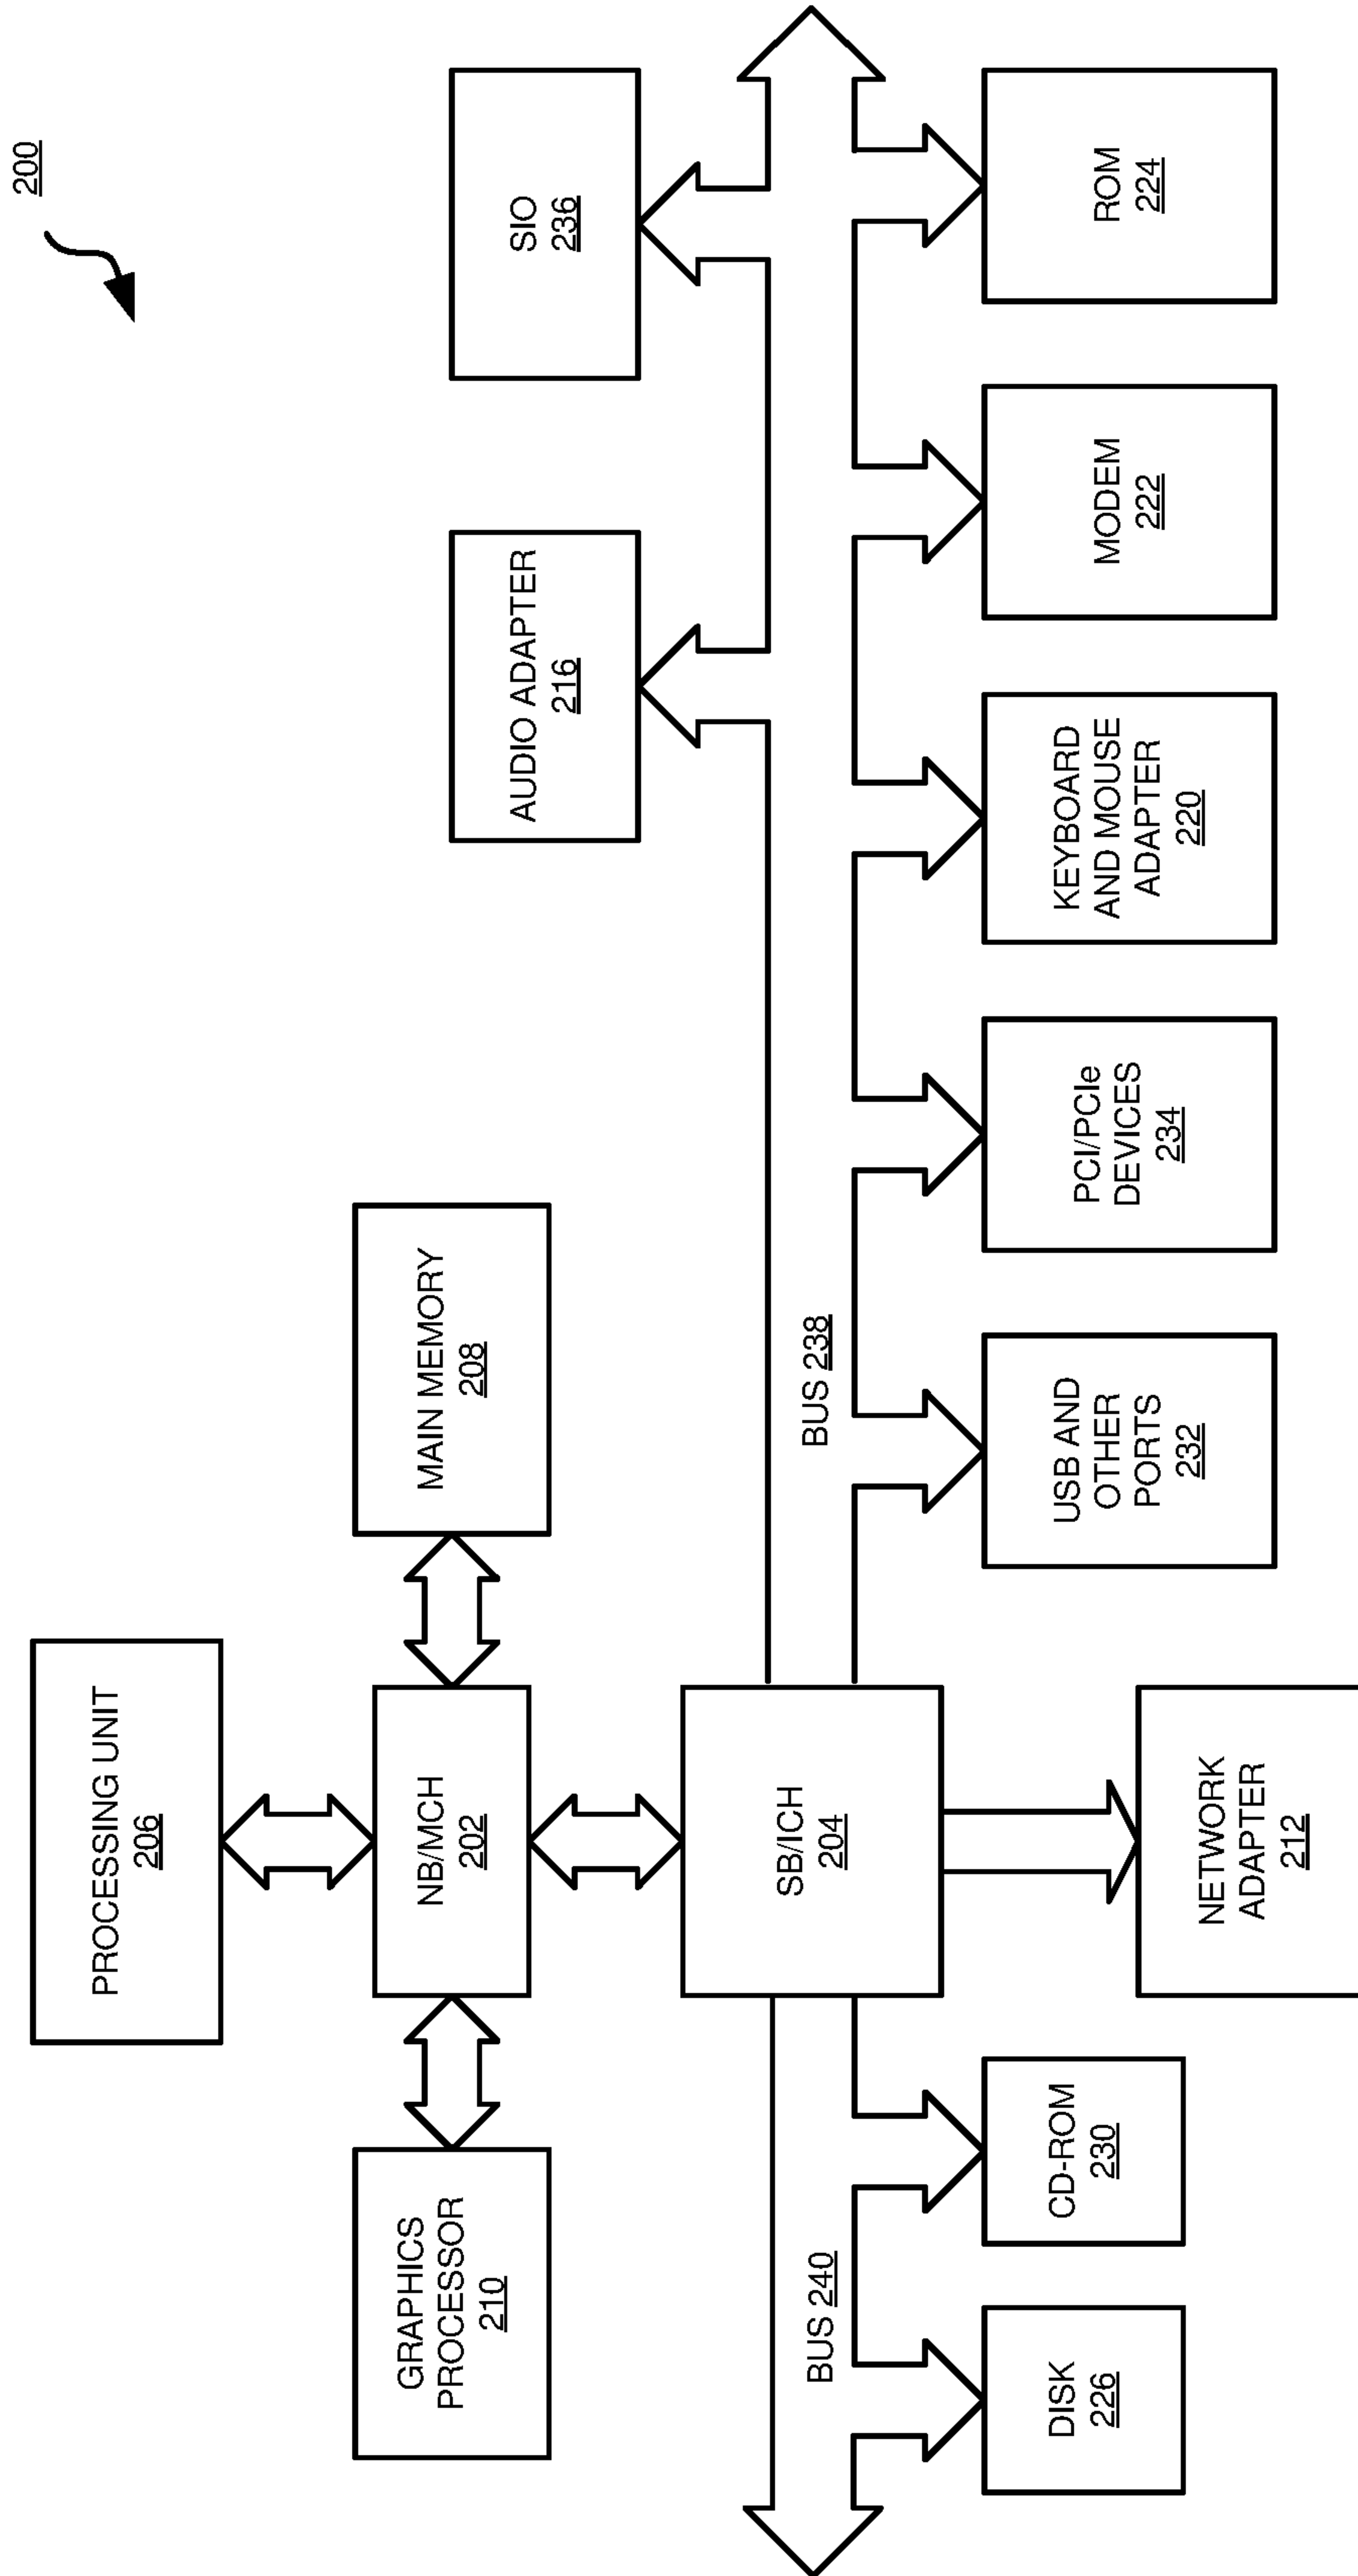 200
PROCESSING UNIT
206
GRAPHICS
PROCESSOR
210
NB/MCH
202
MAIN MEMORY
208
AUDIO ADAPTER
216
SIO
236
SB/ICH
204
BUS 240
BUS 238
DISK
226
CD-ROM
230
USB AND
OTHER
PORTS
232
PCI/PCIe
DEVICES
234
KEYBOARD
AND MOUSE
ADAPTER
220
MODEM
222
ROM
224
NETWORK
ADAPTER
212